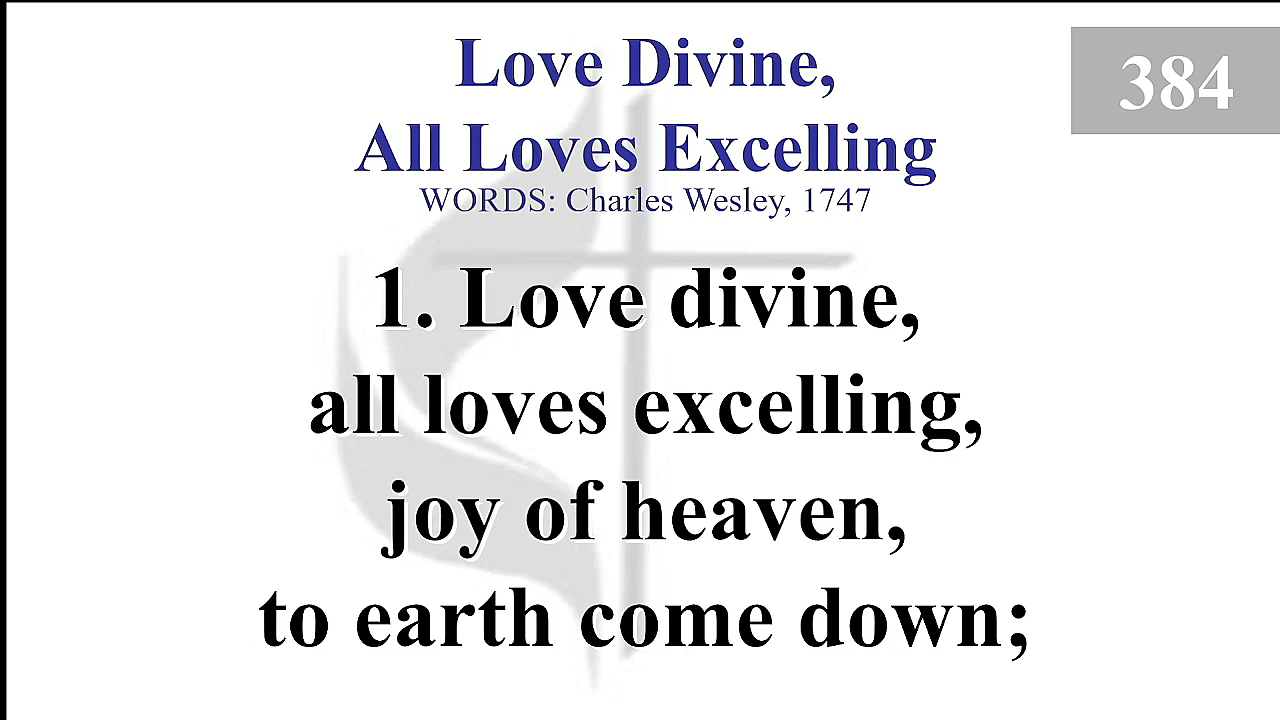 Love Divine,
384
All Loves Excelling
WORDS: Charles Wesley, 1747
1. Love divine,
all loves excelling,
joy of heaven,
to earth come down;